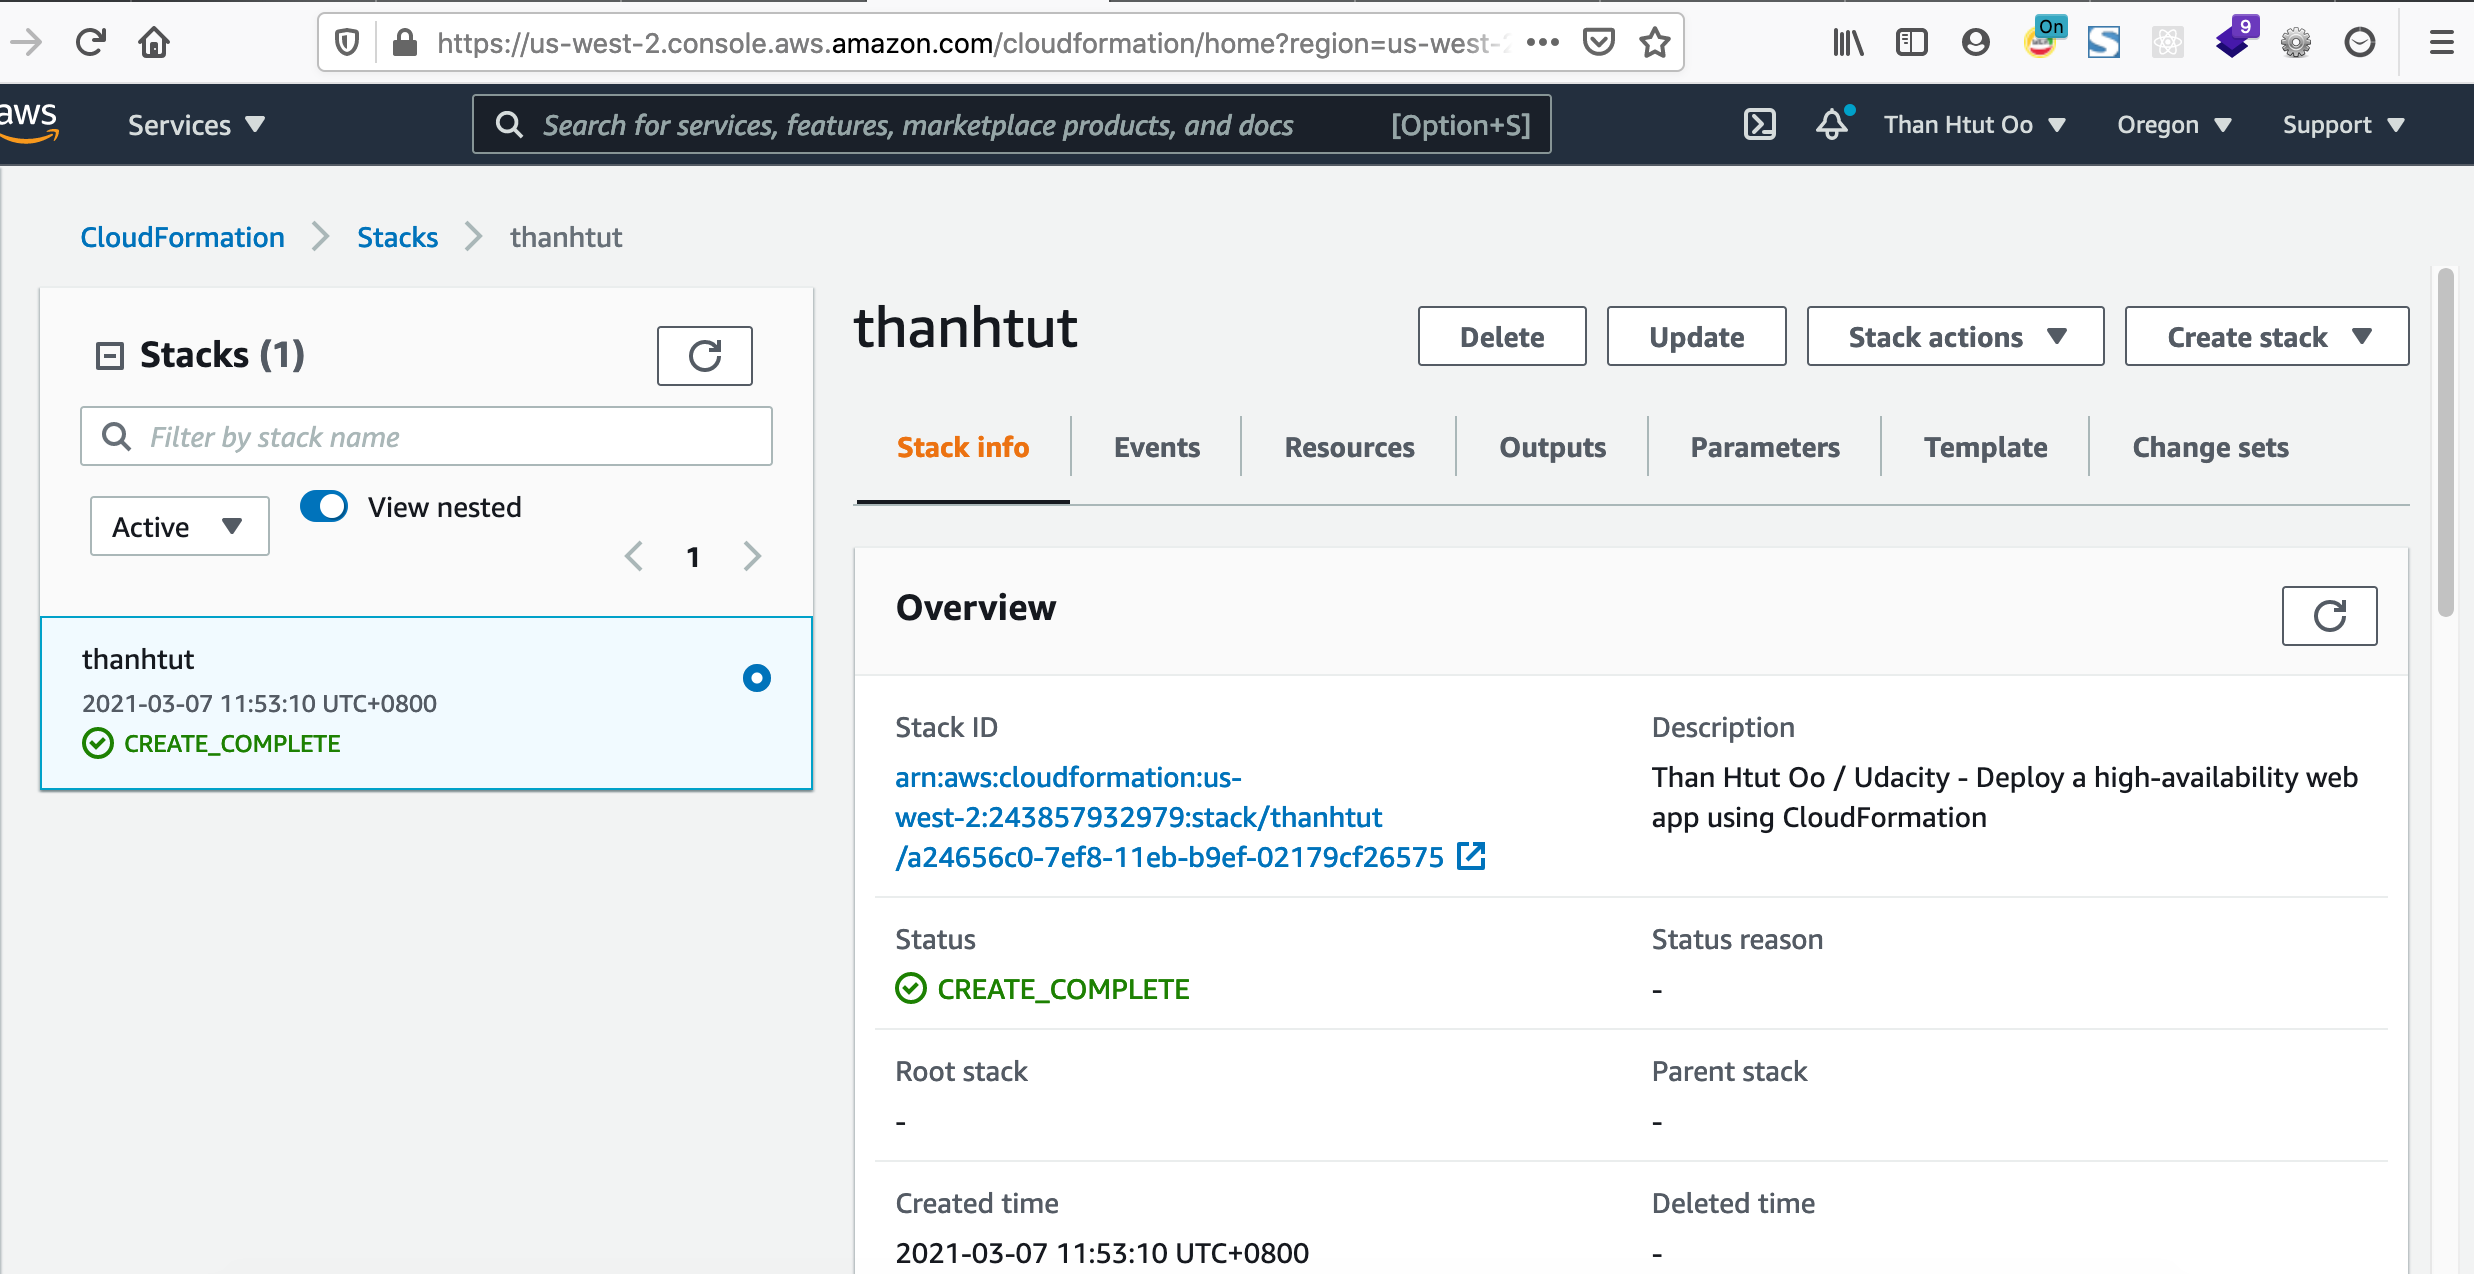 https://us-west-2.console.aws.amazon.com/cloudformation/home?region=us-west-2
On
9
aws
Services
Search for services, features, marketplace products, and docs
[Option+S]
Than Htut Oo
Oregon
Support
CloudFormation
Stacks
thanhtut
Stacks (1)
Filter by stack name
Active
View nested
1
thanhtut
2021-03-07 11:53:10 UTC+0800
CREATE_COMPLETE
thanhtut
Delete
Update
Stack actions
Create stack
Stack info
Events
Resources
Outputs
Parameters
Template
Change sets
Overview
Stack ID
arn:aws:cloudformation:us-
west-2:243857932979:stack/thanhtut
/a24656c0-7ef8-11eb-b9ef-02179cf26575
Description
Than Htut Oo / Udacity - Deploy a high-availability web
app using CloudFormation
Status
CREATE_COMPLETE
Status reason
-
Root stack
-
Parent stack
-
Created time
2021-03-07 11:53:10 UTC+0800
Deleted time
-